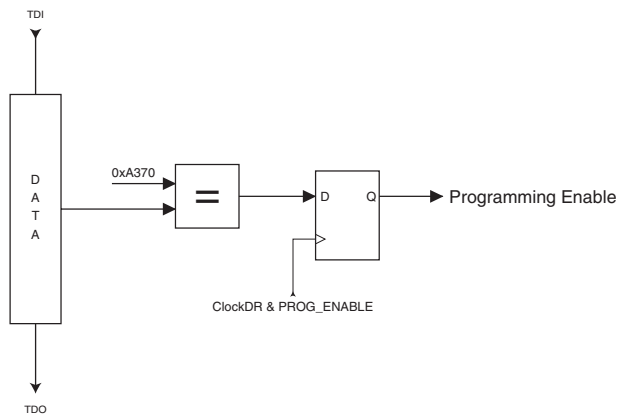 TDI
D
A
T
A
0xA370
=
D
Q
Programming Enable
ClockDR & PROG_ENABLE
TDO